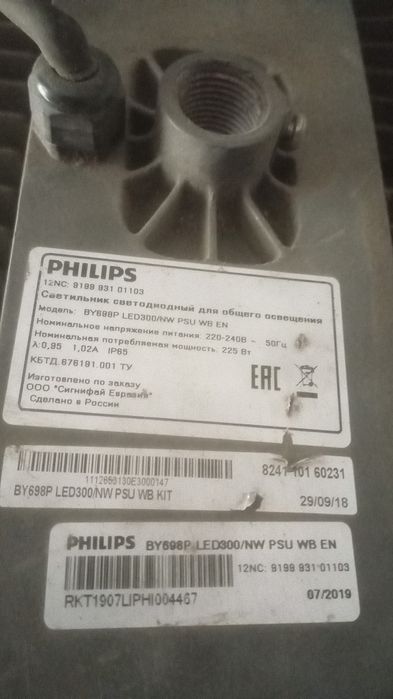 PHILIPS
12NC: 9199 931 01103
Светильник светодиодный для общего освещения
Модель: BY698P LED300/NW PSU WB EN
Номинальное напряжение питания: 220-240В ~ 50Гц
Номинальная потребляемая мощность: 225 Вт
λ:0,95 1,02А IP65
КБТД.676191.001 ТУ
Изготовлено по заказу
ООО "Сигнифай Евразия"
Сделано в России
EAC
1112650130E3000147
BY698P LED300/NW PSU WB KIT
8241 101 60231
29/09/18
PHILIPS BY698P LED300/NW PSU WB EN
12NC: 9199 931 01103
RKT1907LIPHI004467
07/2019